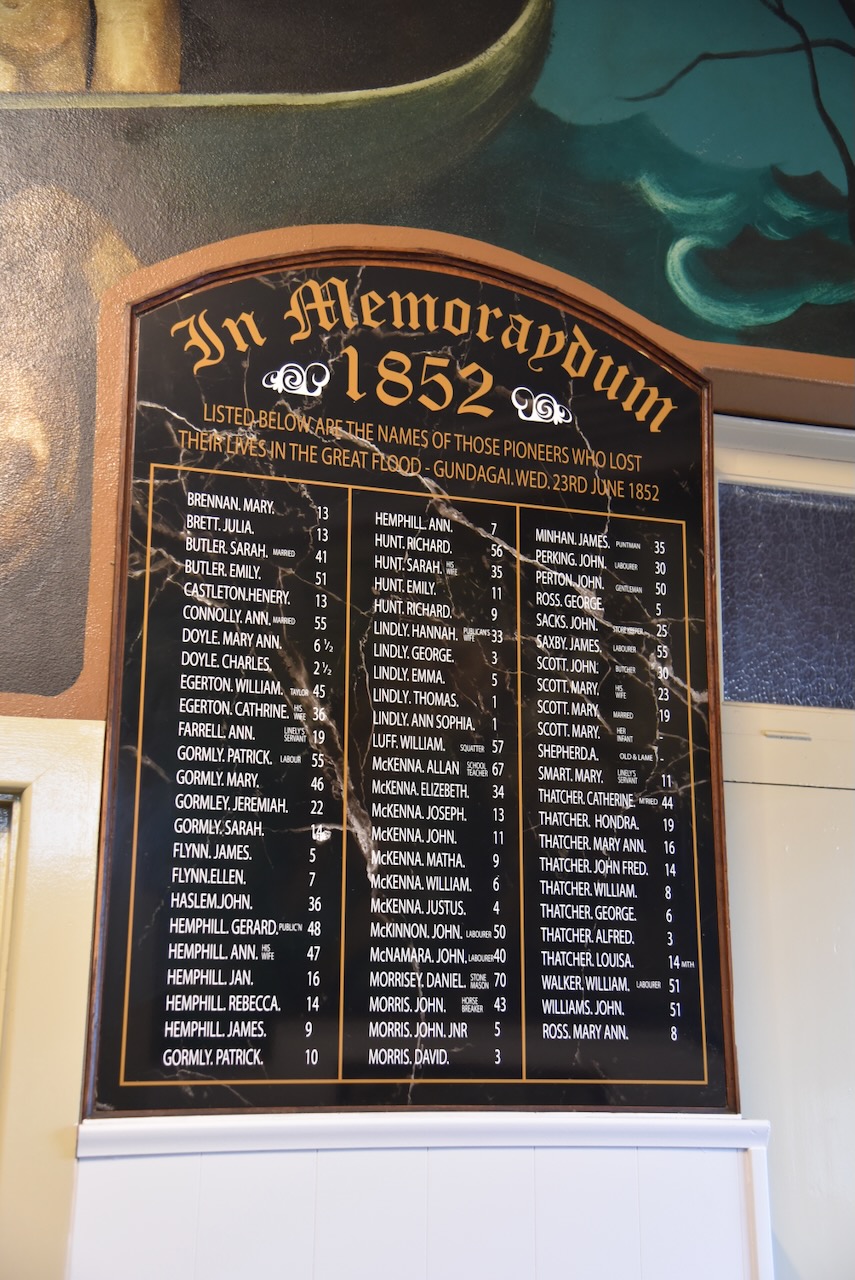 In Memoraydum
1852
LISTED BELOW ARE THE NAMES OF THOSE PIONEERS WHO LOST
THEIR LIVES IN THE GREAT FLOOD - GUNDAGAI. WED. 23RD JUNE 1852
BRENNAN. MARY. 13
BRETT. JULIA. 13
BUTLER. SARAH. MARRIED 41
BUTLER. EMILY. 51
CASTLETON.HENERY. 13
CONNOLLY. ANN. MARRIED 55
DOYLE. MARY ANN. 6 ½
DOYLE. CHARLES. 2 ½
EGERTON. WILLIAM. TAYLOR 45
EGERTON. CATHRINE. HIS WIFE 36
FARRELL. ANN. LINELY'S SERVANT 19
GORMLY. PATRICK. LABOUR 55
GORMLY. MARY. 46
GORMLEY. JEREMIAH. 22
GORMLY. SARAH. 14
FLYNN. JAMES. 5
FLYNN.ELLEN. 7
HASLEM.JOHN. 36
HEMPHILL. GERARD. PUBLIC'N 48
HEMPHILL. ANN. HIS WIFE 47
HEMPHILL. JAN. 16
HEMPHILL. REBECCA. 14
HEMPHILL. JAMES. 9
GORMLY. PATRICK. 10
HEMPHILL. ANN. 7
HUNT. RICHARD. 56
HUNT. SARAH. HIS WIFE 35
HUNT. EMILY. 11
HUNT. RICHARD. 9
LINDLY. HANNAH. PUBLICAN'S WIFE 33
LINDLY. GEORGE. 3
LINDLY. EMMA. 5
LINDLY. THOMAS. 1
LINDLY. ANN SOPHIA. 1
LUFF. WILLIAM. SQUATTER 57
McKENNA. ALLAN SCHOOL TEACHER 67
McKENNA. ELIZEBETH. 34
McKENNA. JOSEPH. 13
McKENNA. JOHN. 11
McKENNA. MATHA. 9
McKENNA. WILLIAM. 6
McKENNA. JUSTUS. 4
McKINNON. JOHN. LABOURER 50
McNAMARA. JOHN. LABOURER 40
MORRISEY. DANIEL. STONE MASON 70
MORRIS. JOHN. HORSE BREAKER 43
MORRIS. JOHN. JNR 5
MORRIS. DAVID. 3
MINHAN. JAMES. PUNTMAN 35
PERKING. JOHN. LABOURER 30
PERTON. JOHN. GENTLEMAN 50
ROSS. GEORGE. 5
SACKS. JOHN. STOREKEEPER 25
SAXBY. JAMES. LABOURER 55
SCOTT. JOHN. BUTCHER 30
SCOTT. MARY. HIS WIFE 23
SCOTT. MARY. MARRIED 19
SCOTT. MARY. HER INFANT -
SHEPHERD.A. OLD & LAME -
SMART. MARY. LINELY'S SERVANT 11
THATCHER. CATHERINE. M'RIED 44
THATCHER. HONDRA. 19
THATCHER. MARY ANN. 16
THATCHER. JOHN FRED. 14
THATCHER. WILLIAM. 8
THATCHER. GEORGE. 6
THATCHER. ALFRED. 3
THATCHER. LOUISA. 14 MTH
WALKER. WILLIAM. LABOURER 51
WILLIAMS. JOHN. 51
ROSS. MARY ANN. 8